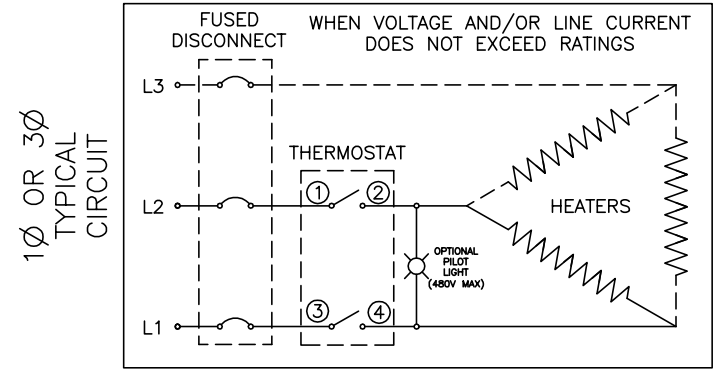 1Ø OR 3Ø
TYPICAL
CIRCUIT
FUSED
DISCONNECT
WHEN VOLTAGE AND/OR LINE CURRENT
DOES NOT EXCEED RATINGS
L3
THERMOSTAT
1 2
L2
HEATERS
OPTIONAL
PILOT
LIGHT
(480V MAX)
3 4
L1